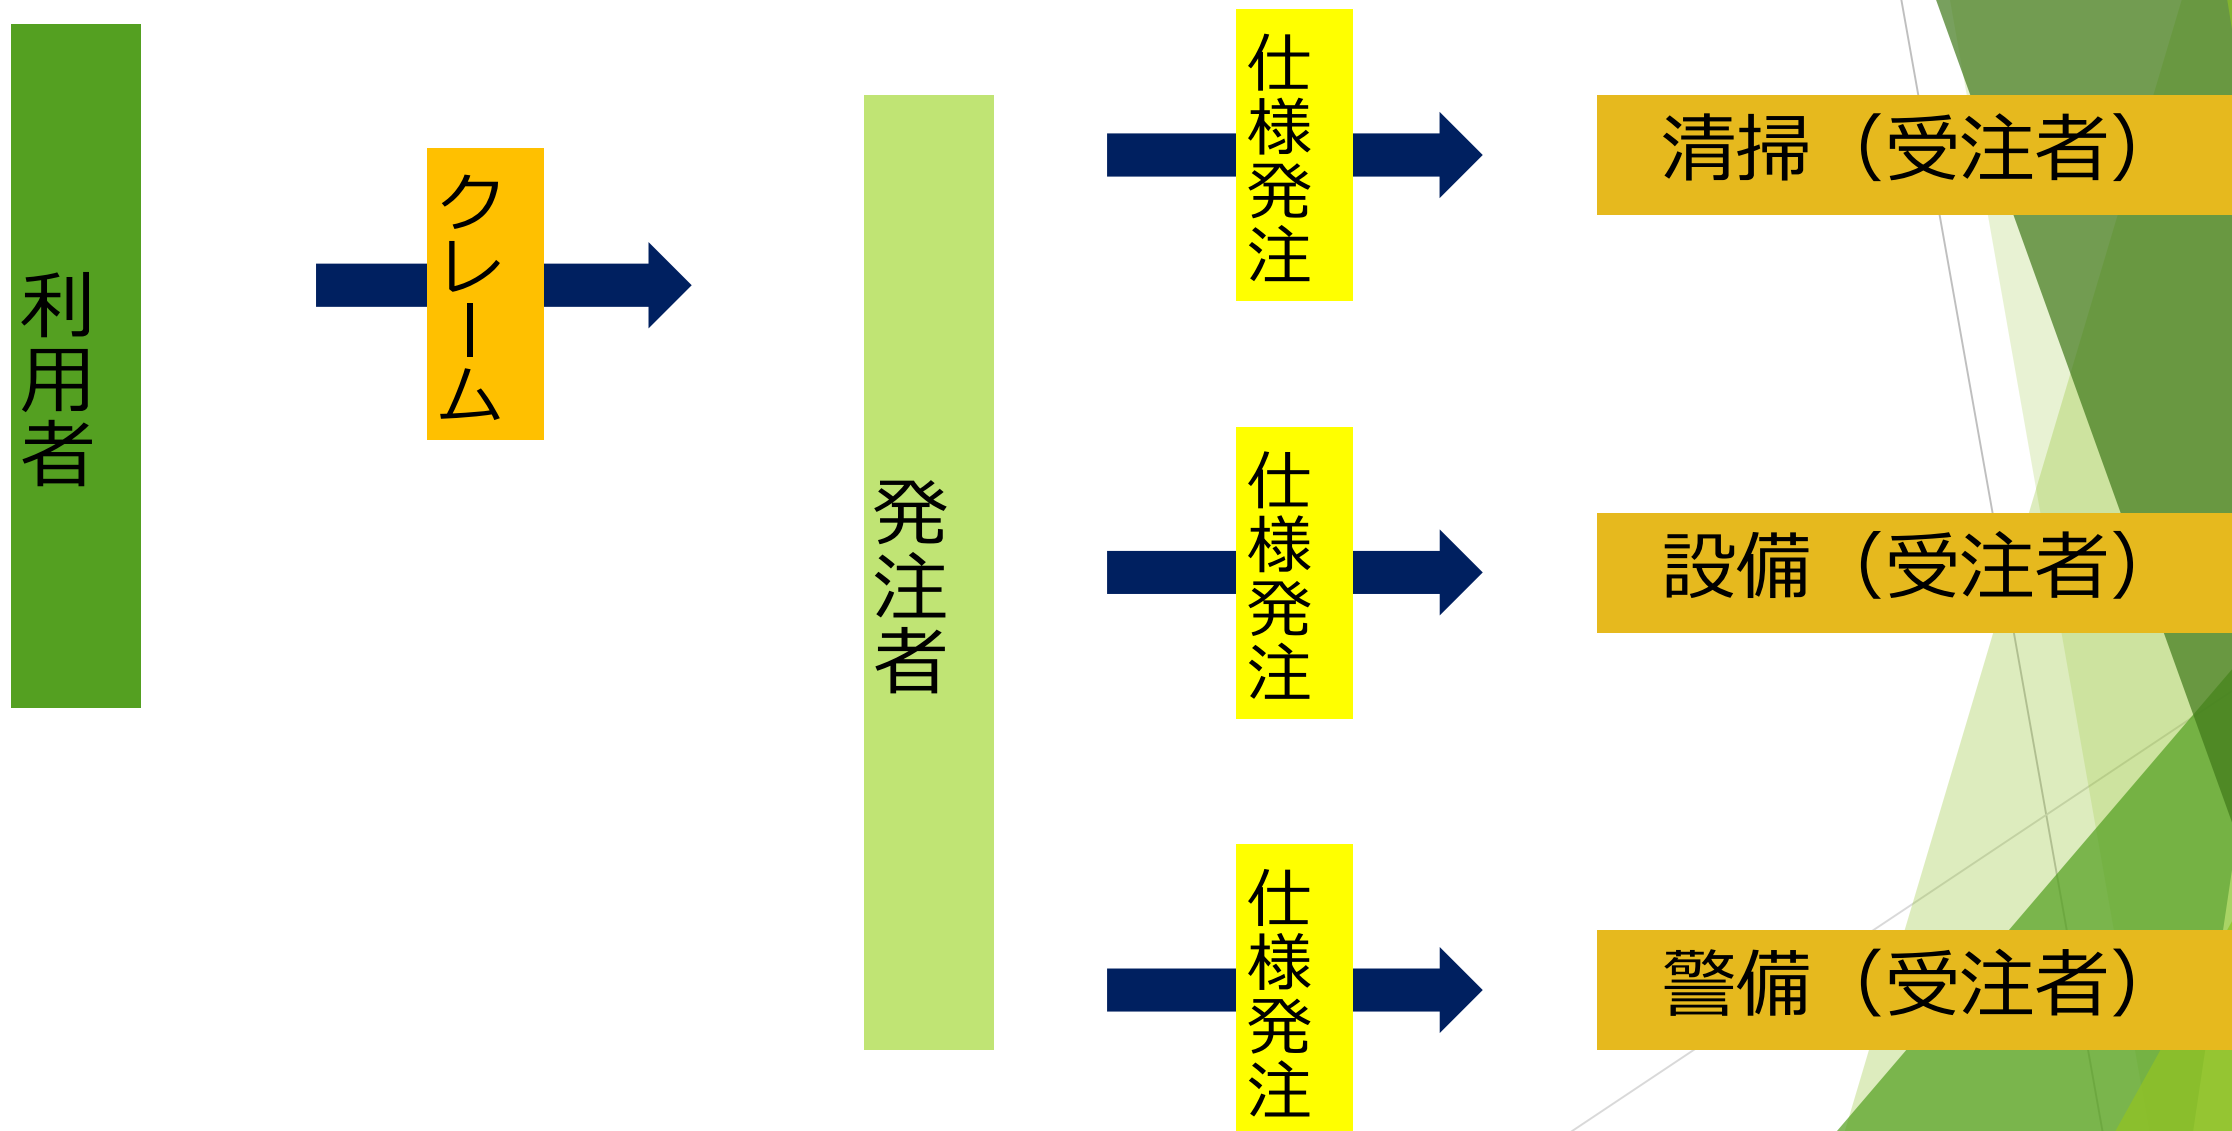 利用者
クレーム
発注者
仕様発注
清掃（受注者）
仕様発注
設備（受注者）
仕様発注
警備（受注者）